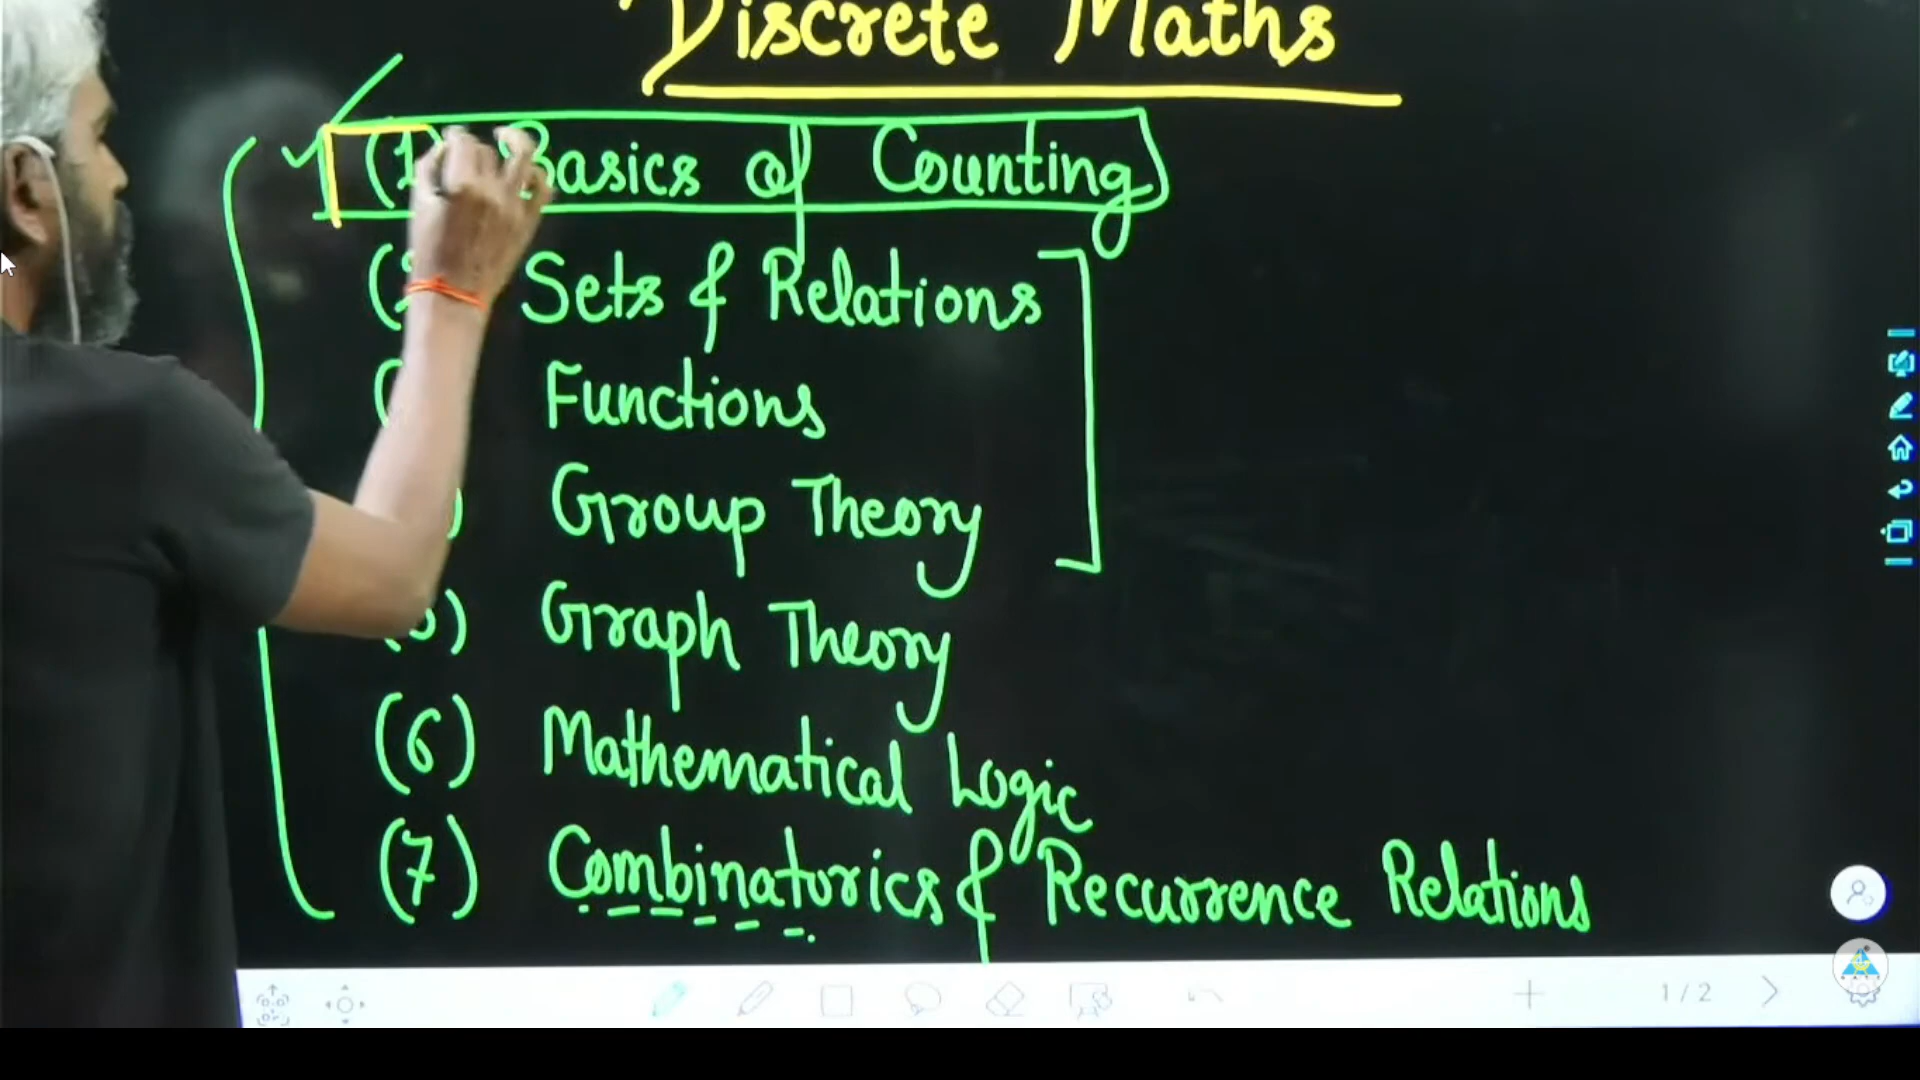 Discrete Maths
(1) Basics of Counting
Sets & Relations
Functions
Group Theory
Graph Theory
(6) Mathematical Logic
(7) Combinatorics & Recurrence Relations
1/2